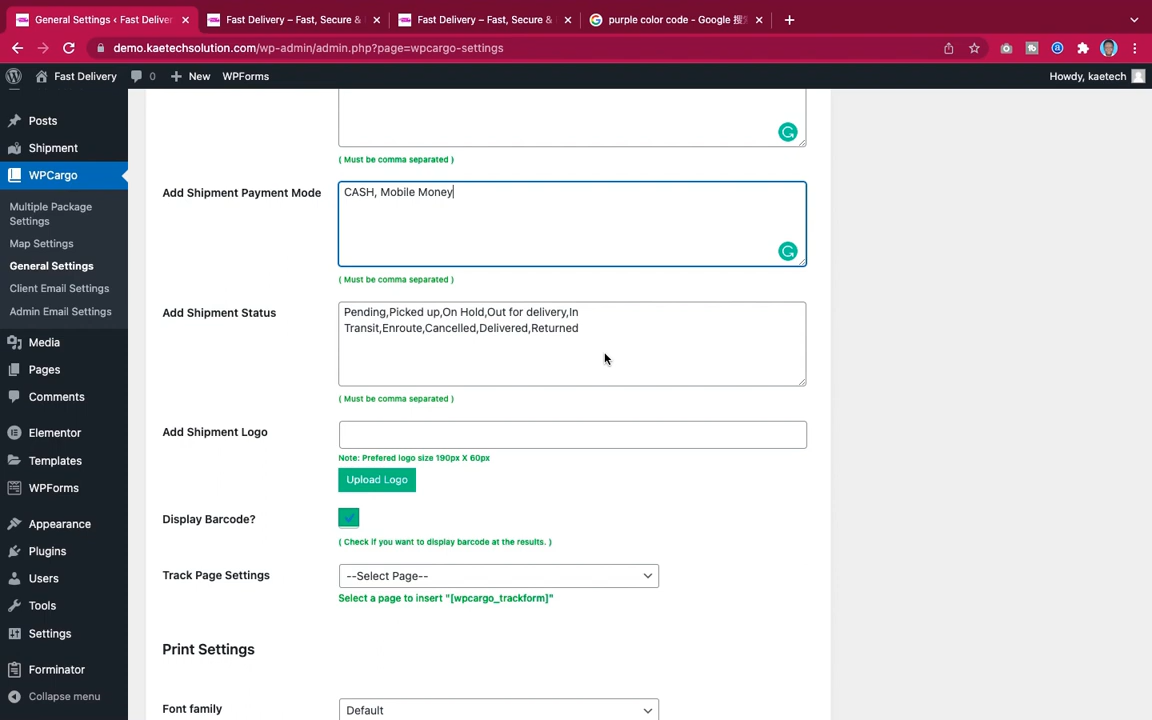 General Settings ‹ Fast Deliver
Fast Delivery – Fast, Secure &
Fast Delivery – Fast, Secure &
purple color code - Google 搜
demo.kaetechsolution.com/wp-admin/admin.php?page=wpcargo-settings
Fast Delivery
0
New
WPForms
Howdy, kaetech
Posts
Shipment
WPCargo
Multiple Package
Settings
Map Settings
General Settings
Client Email Settings
Admin Email Settings
Media
Pages
Comments
Elementor
Templates
WPForms
Appearance
Plugins
Users
Tools
Settings
Forminator
Collapse menu
( Must be comma separated )
Add Shipment Payment Mode
CASH, Mobile Money
( Must be comma separated )
Add Shipment Status
Pending,Picked up,On Hold,Out for delivery,In
Transit,Enroute,Cancelled,Delivered,Returned
( Must be comma separated )
Add Shipment Logo
Note: Prefered logo size 190px X 60px
Upload Logo
Display Barcode?
( Check if you want to display barcode at the results. )
Track Page Settings
--Select Page--
Select a page to insert "[wpcargo_trackform]"
Print Settings
Font family
Default